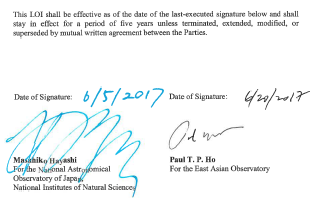 This LOI shall be effective as of the date of the last-executed signature below and shall
stay in effect for a period of five years unless terminated, extended, modified, or
superseded by mutual written agreement between the Parties.
Date of Signature: 6/5/2017 Date of Signature: 6/20/2017
Masahiko Hayashi
For the National Astronomical
Observatory of Japan,
National Institutes of Natural Sciences
Paul T. P. Ho
For the East Asian Observatory